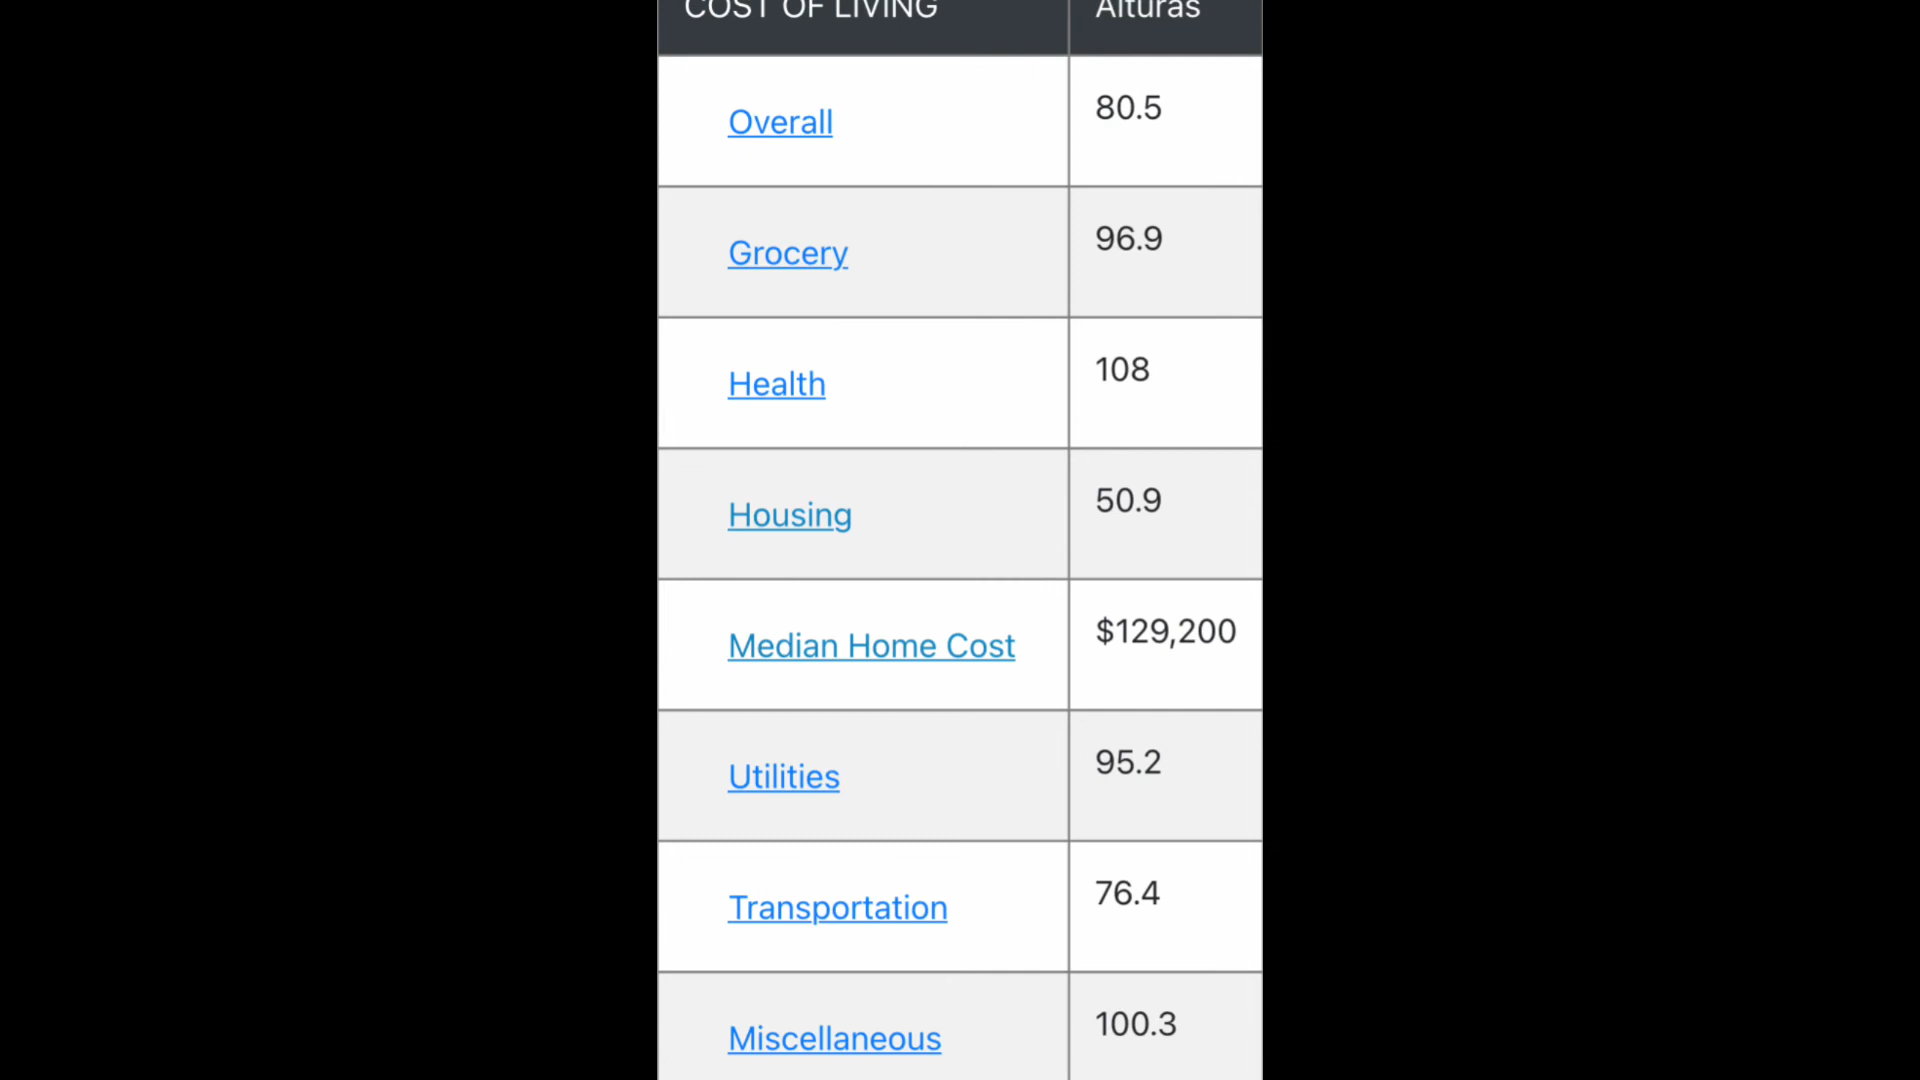 COST OF LIVING Alturas
Overall 80.5
Grocery 96.9
Health 108
Housing 50.9
Median Home Cost $129,200
Utilities 95.2
Transportation 76.4
Miscellaneous 100.3